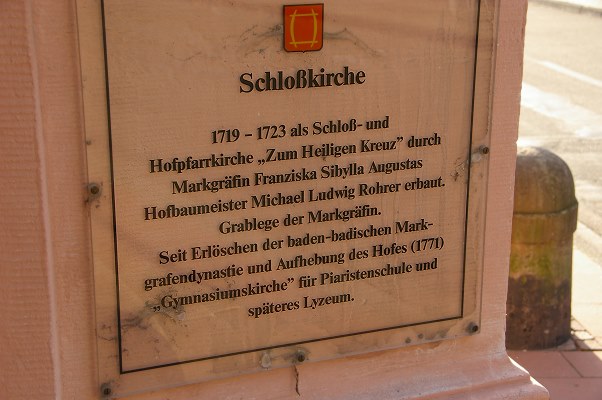 Schloßkirche
1719 - 1723 als Schloß- und
Hofpfarrkirche „Zum Heiligen Kreuz” durch
Markgräfin Franziska Sibylla Augustas
Hofbaumeister Michael Ludwig Rohrer erbaut.
Grablege der Markgräfin.
Seit Erlöschen der baden-badischen Mark-
grafendynastie und Aufhebung des Hofes (1771)
„Gymnasiumskirche” für Piaristenschule und
späteres Lyzeum.